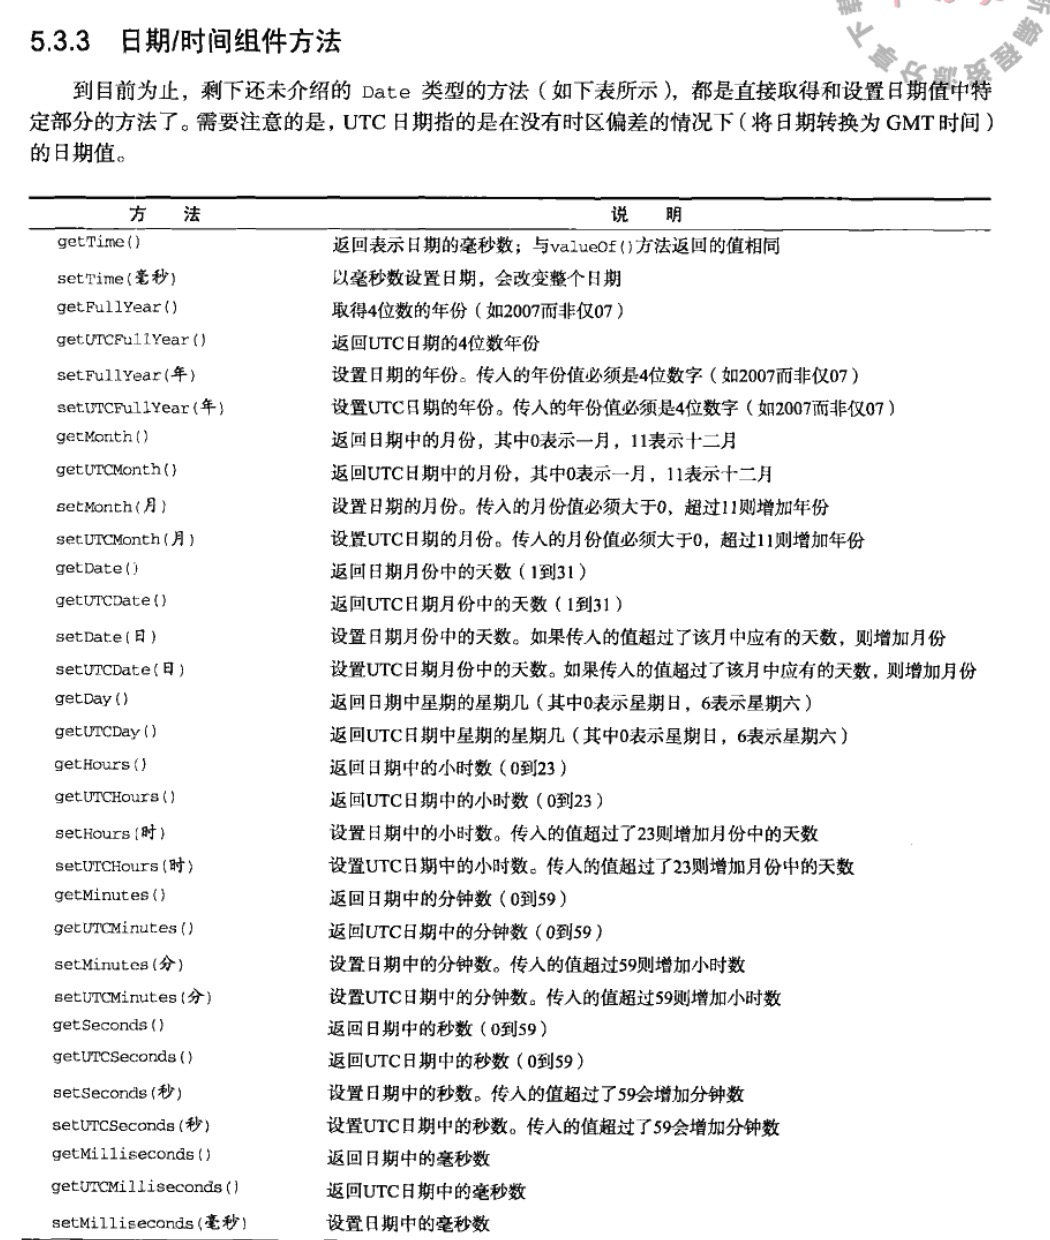 5.3.3 日期/时间组件方法
到目前为止，剩下还未介绍的 Date 类型的方法（如下表所示），都是直接取得和设置日期值中特
定部分的方法了。需要注意的是，UTC 日期指的是在没有时区偏差的情况下（将日期转换为 GMT 时间）
的日期值。
方 法 说 明
getTime() 返回表示日期的毫秒数；与valueOf()方法返回的值相同
setTime(毫秒) 以毫秒数设置日期，会改变整个日期
getFullYear() 取得4位数的年份（如2007而非仅07）
getUTCFullYear() 返回UTC日期的4位数年份
setFullYear(年) 设置日期的年份。传入的年份值必须是4位数字（如2007而非仅07）
setUTCFullYear(年) 设置UTC日期的年份。传入的年份值必须是4位数字（如2007而非仅07）
getMonth() 返回日期中的月份，其中0表示一月，11表示十二月
getUTCMonth() 返回UTC日期中的月份，其中0表示一月，11表示十二月
setMonth(月) 设置日期的月份。传入的月份值必须大于0，超过11则增加年份
setUTCMonth(月) 设置UTC日期的月份。传入的月份值必须大于0，超过11则增加年份
getDate() 返回日期月份中的天数（1到31）
getUTCDate() 返回UTC日期月份中的天数（1到31）
setDate(日) 设置日期月份中的天数。如果传入的值超过了该月中应有的天数，则增加月份
setUTCDate(日) 设置UTC日期月份中的天数。如果传入的值超过了该月中应有的天数，则增加月份
getDay() 返回日期中星期的星期几（其中0表示星期日，6表示星期六）
getUTCDay() 返回UTC日期中星期的星期几（其中0表示星期日，6表示星期六）
getHours() 返回日期中的小时数（0到23）
getUTCHours() 返回UTC日期中的小时数（0到23）
setHours(时) 设置日期中的小时数。传入的值超过了23则增加月份中的天数
setUTCHours(时) 设置UTC日期中的小时数。传入的值超过了23则增加月份中的天数
getMinutes() 返回日期中的分钟数（0到59）
getUTCMinutes() 返回UTC日期中的分钟数（0到59）
setMinutes(分) 设置日期中的分钟数。传入的值超过59则增加小时数
setUTCMinutes(分) 设置UTC日期中的分钟数。传入的值超过59则增加小时数
getSeconds() 返回日期中的秒数（0到59）
getUTCSeconds() 返回UTC日期中的秒数（0到59）
setSeconds(秒) 设置日期中的秒数。传入的值超过了59会增加分钟数
setUTCSeconds(秒) 设置UTC日期中的秒数。传入的值超过了59会增加分钟数
getMilliseconds() 返回日期中的毫秒数
getUTCMilliseconds() 返回UTC日期中的毫秒数
setMilliseconds(毫秒) 设置日期中的毫秒数